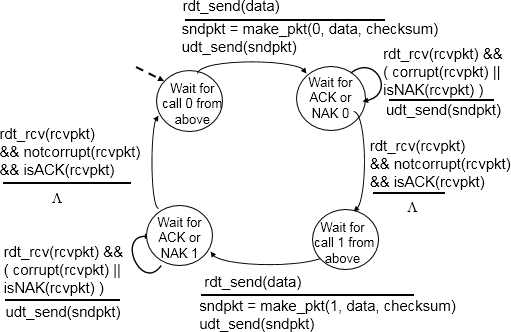 rdt_send(data)
sndpkt = make_pkt(0, data, checksum)
udt_send(sndpkt)
Wait for
call 0 from
above
Wait for
ACK or
NAK 0
rdt_rcv(rcvpkt) &&
( corrupt(rcvpkt) ||
isNAK(rcvpkt) )
udt_send(sndpkt)
rdt_rcv(rcvpkt)
&& notcorrupt(rcvpkt)
&& isACK(rcvpkt)
Λ
rdt_rcv(rcvpkt)
&& notcorrupt(rcvpkt)
&& isACK(rcvpkt)
Λ
Wait for
ACK or
NAK 1
Wait for
call 1 from
above
rdt_rcv(rcvpkt) &&
( corrupt(rcvpkt) ||
isNAK(rcvpkt) )
udt_send(sndpkt)
rdt_send(data)
sndpkt = make_pkt(1, data, checksum)
udt_send(sndpkt)